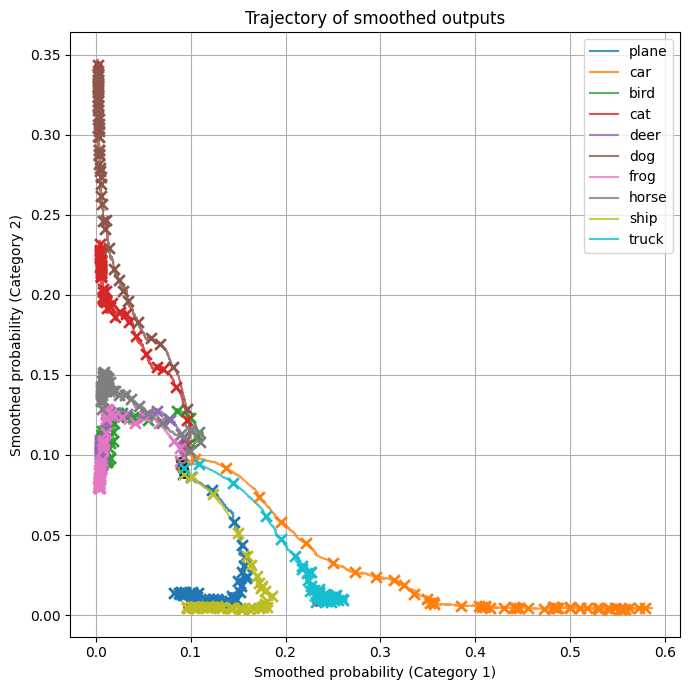 Trajectory of smoothed outputs
Smoothed probability (Category 2)
0.35
0.30
0.25
0.20
0.15
0.10
0.05
0.00
plane
car
bird
cat
deer
dog
frog
horse
ship
truck
0.0
0.1
0.2
0.3
0.4
0.5
0.6
Smoothed probability (Category 1)